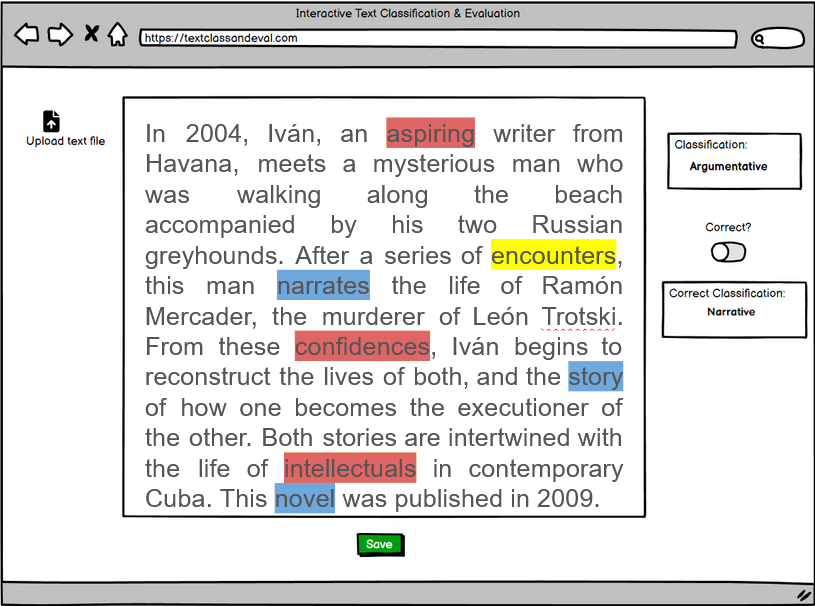 Interactive Text Classification & Evaluation
https://textclassandeval.com
Upload text file
In 2004, Iván, an aspiring writer from
Havana, meets a mysterious man who
was walking along the beach
accompanied by his two Russian
greyhounds. After a series of encounters,
this man narrates the life of Ramón
Mercader, the murderer of León Trotski.
From these confidences, Iván begins to
reconstruct the lives of both, and the story
of how one becomes the executioner of
the other. Both stories are intertwined with
the life of intellectuals in contemporary
Cuba. This novel was published in 2009.
Classification:
Argumentative
Correct?
Correct Classification:
Narrative
Save